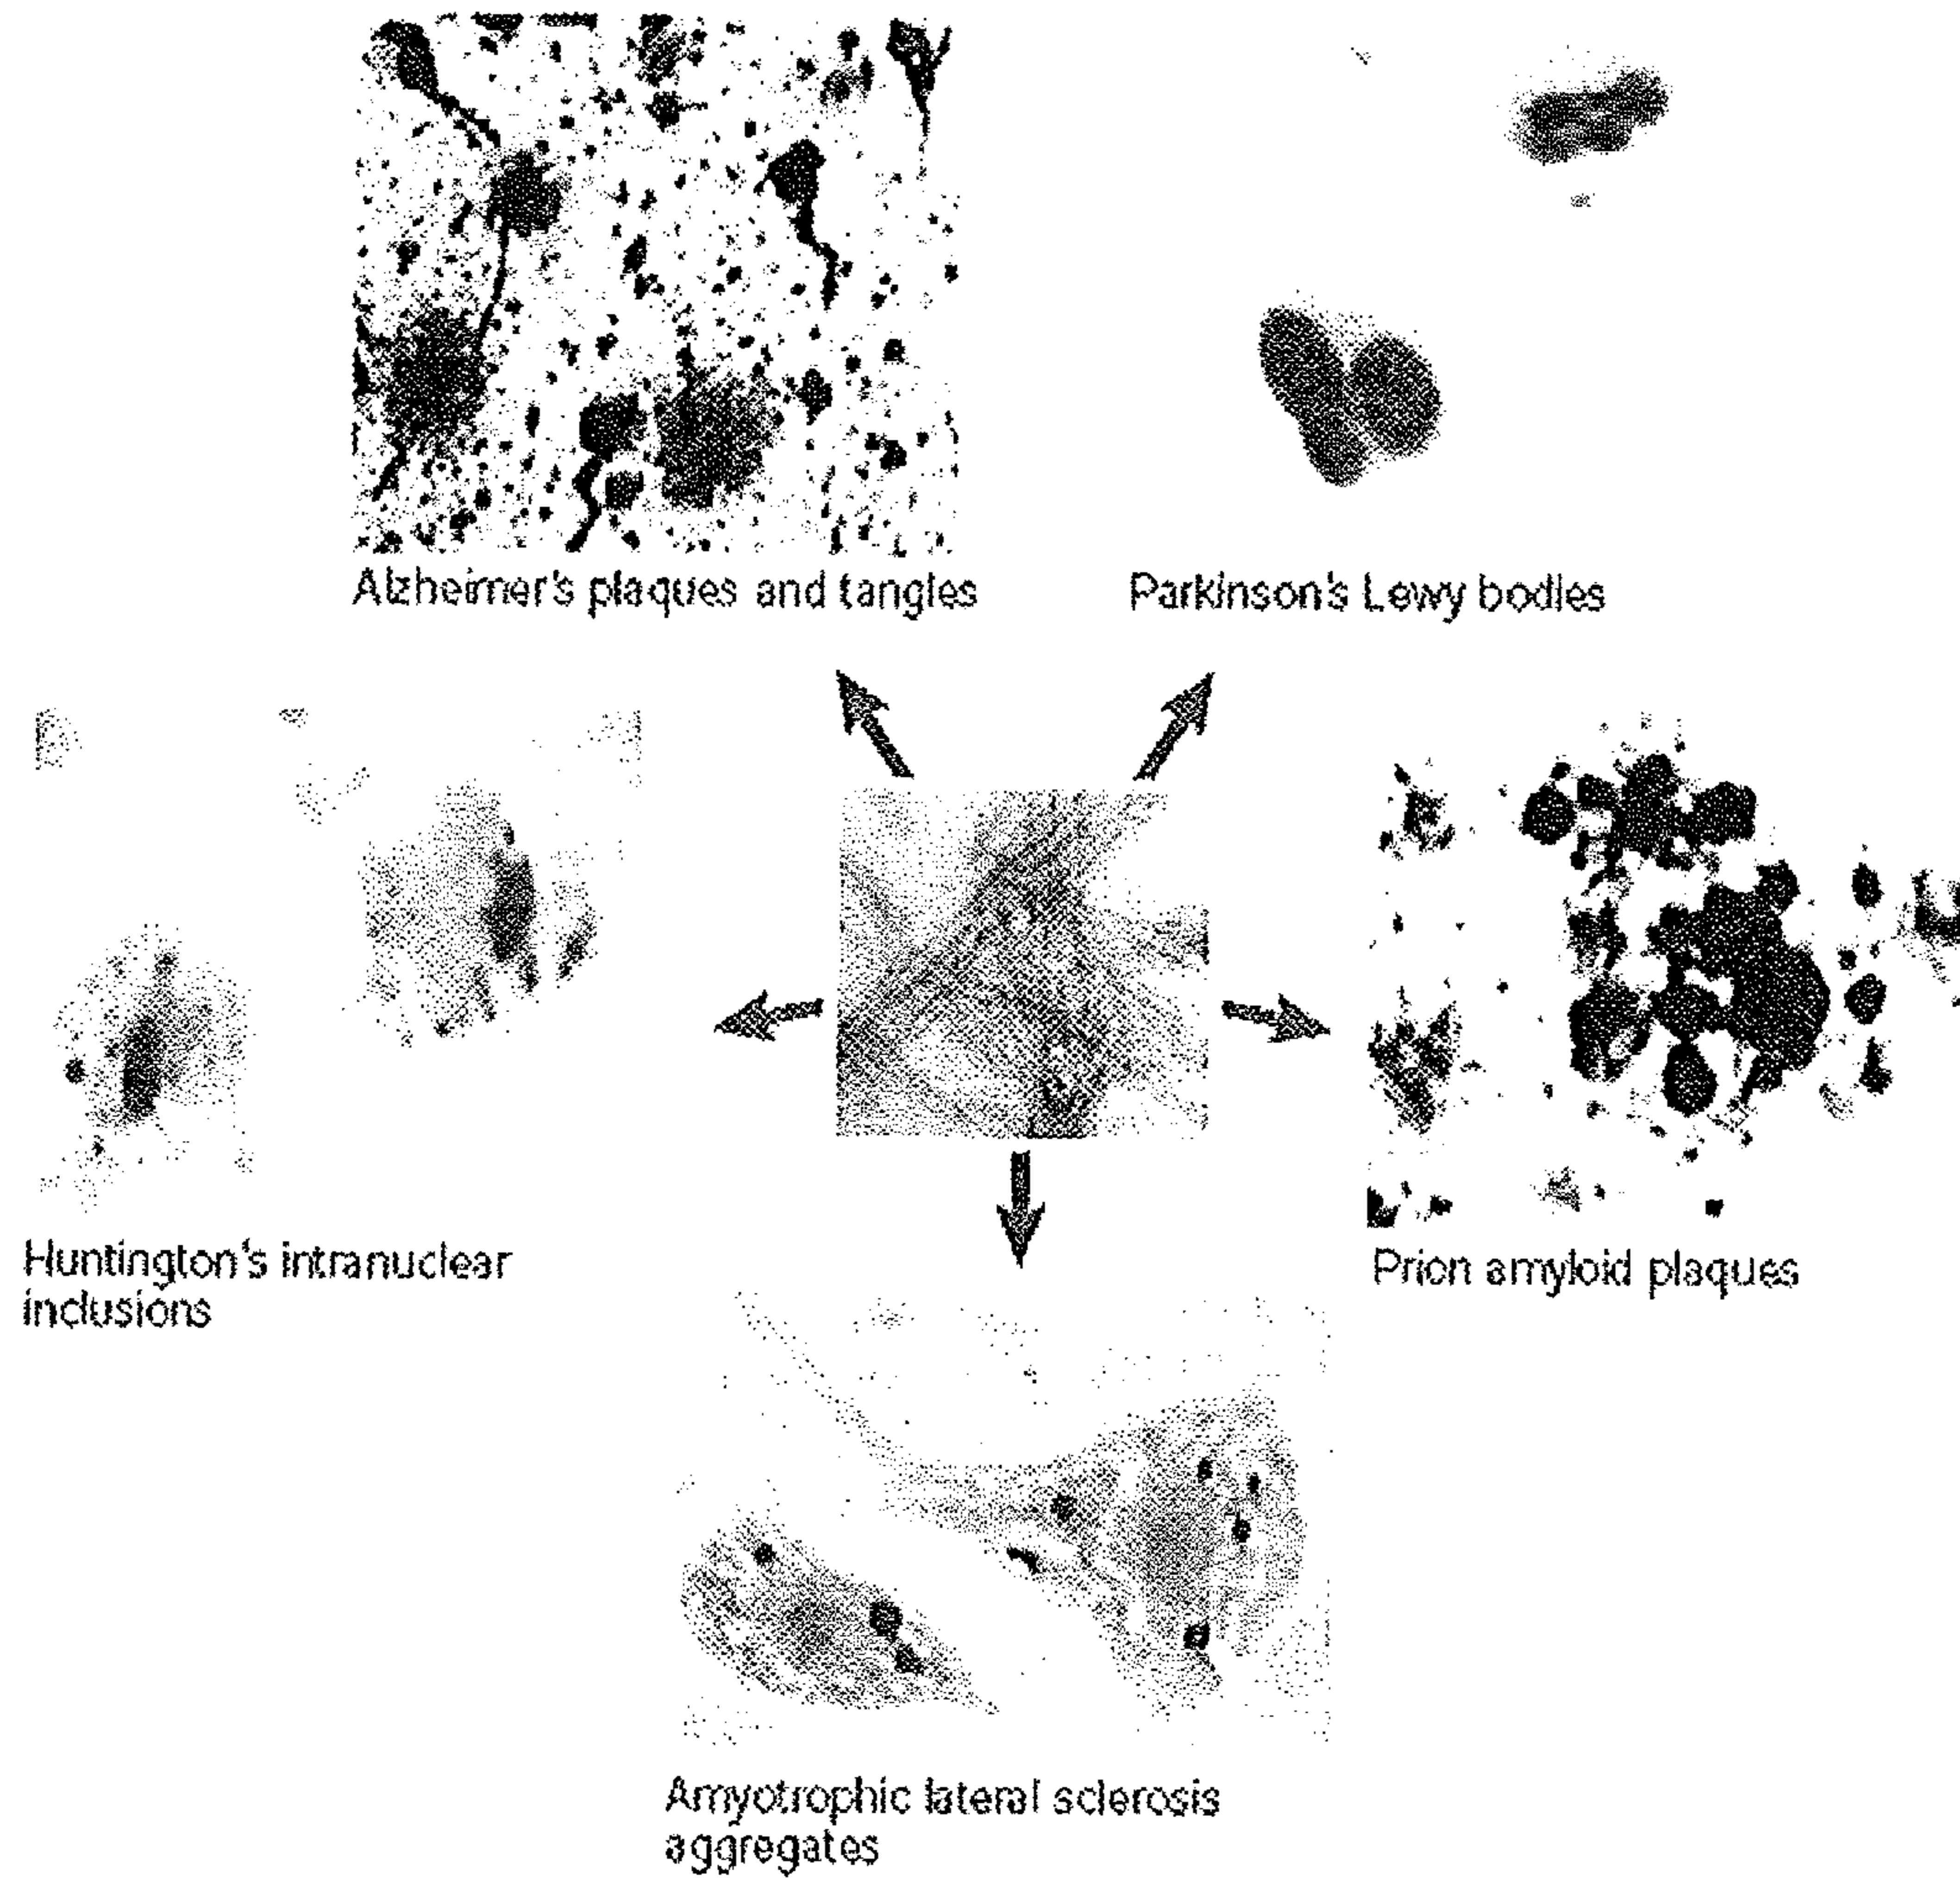 Alzheimer's plaques and tangles
Parkinson's Lewy bodies
Huntington's intranuclear
inclusions
Prion amyloid plaques
Amyotrophic lateral sclerosis
aggregates